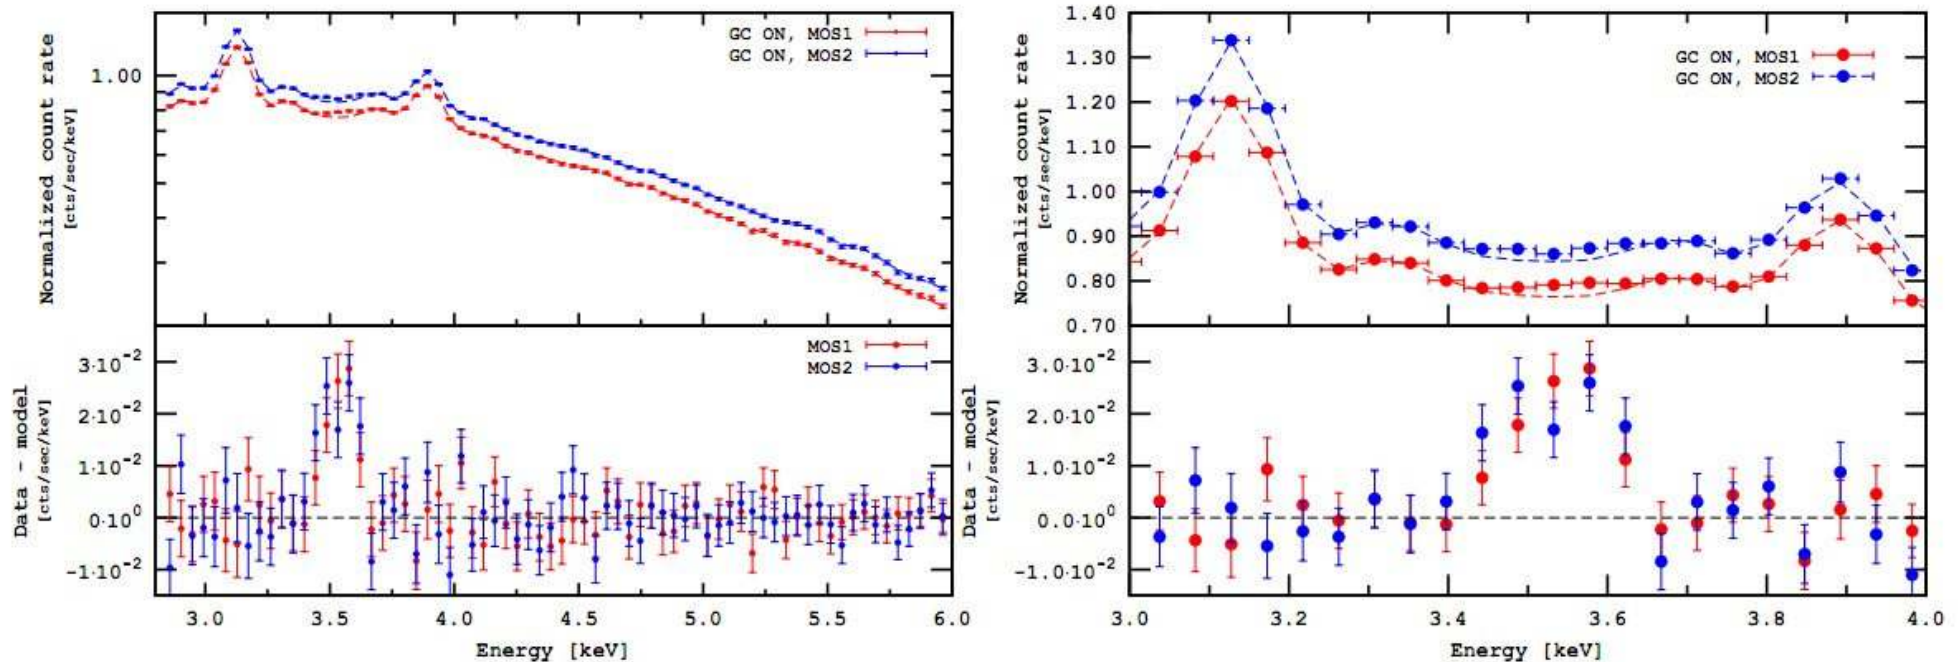 Normalized count rate
[cts/sec/keV]
1.00
GC ON, MOS1
GC ON, MOS2
Data - model
[cts/sec/keV]
3·10⁻²
2·10⁻²
1·10⁻²
0·10⁰
-1·10⁻²
MOS1
MOS2
3.0 3.5 4.0 4.5 5.0 5.5 6.0
Energy [keV]
Normalized count rate
[cts/sec/keV]
1.40
1.30
1.20
1.10
1.00
0.90
0.80
0.70
GC ON, MOS1
GC ON, MOS2
Data - model
[cts/sec/keV]
3.0·10⁻²
2.0·10⁻²
1.0·10⁻²
0.0·10⁰
-1.0·10⁻²
3.0 3.2 3.4 3.6 3.8 4.0
Energy [keV]